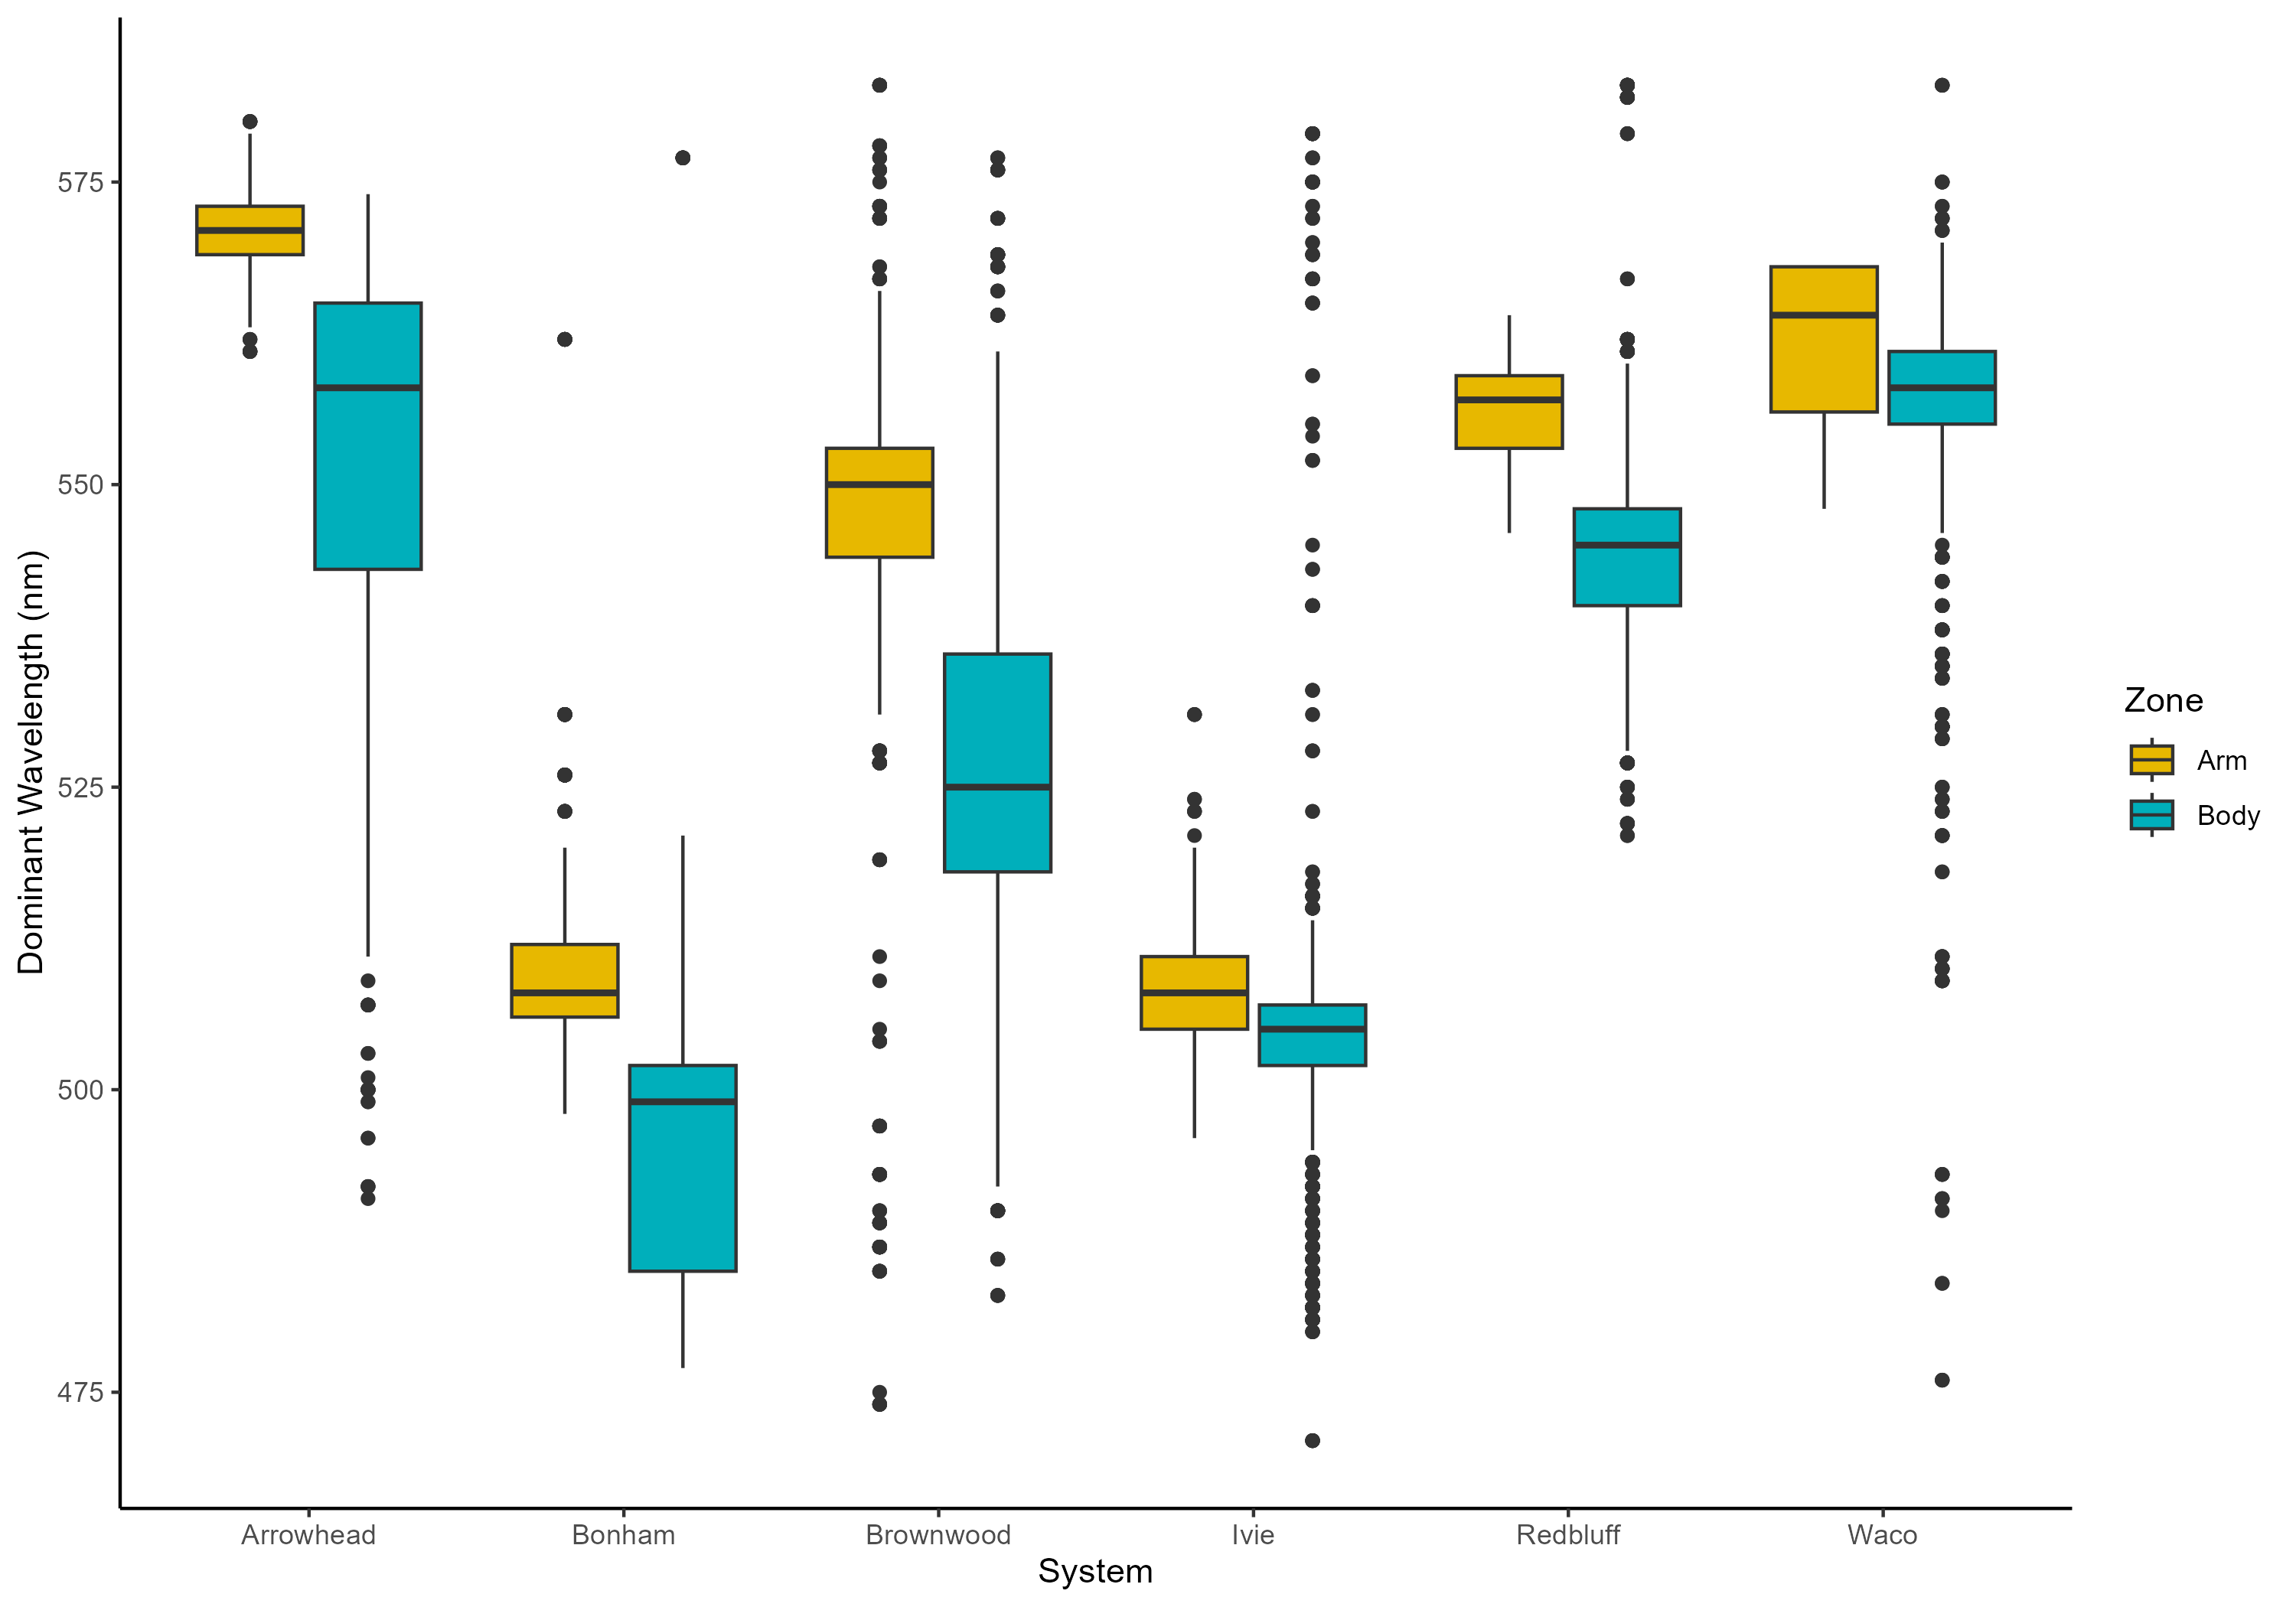 575
550
525
500
475
Dominant Wavelength (nm)
Arrowhead
Bonham
Brownwood
Ivie
Redbluff
Waco
System
Zone
Arm
Body